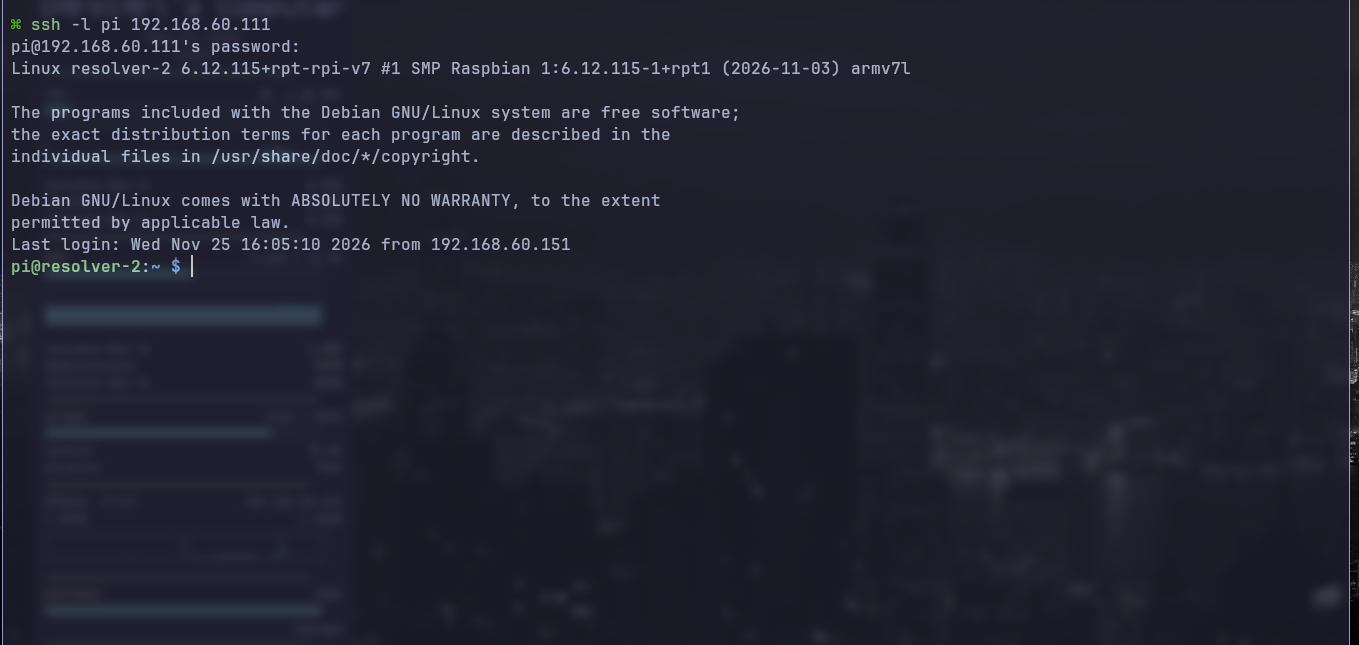 ⌘ ssh -l pi 192.168.60.111
pi@192.168.60.111's password:
Linux resolver-2 6.12.115+rpt-rpi-v7 #1 SMP Raspbian 1:6.12.115-1+rpt1 (2026-11-03) armv7l

The programs included with the Debian GNU/Linux system are free software;
the exact distribution terms for each program are described in the
individual files in /usr/share/doc/*/copyright.

Debian GNU/Linux comes with ABSOLUTELY NO WARRANTY, to the extent
permitted by applicable law.
Last login: Wed Nov 25 16:05:10 2026 from 192.168.60.151
pi@resolver-2:~ $